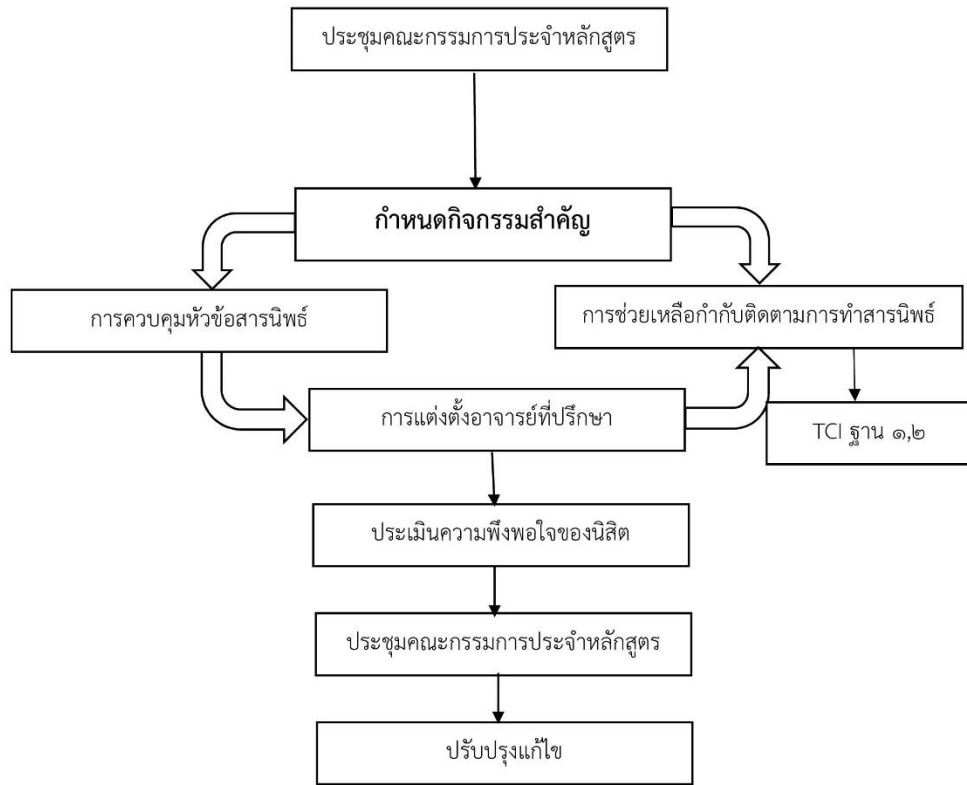 ประชุมคณะกรรมการประจำหลักสูตร
กำหนดกิจกรรมสำคัญ
การควบคุมหัวข้อสารนิพธ์
การช่วยเหลือกำกับติดตามการทำสารนิพธ์
การแต่งตั้งอาจารย์ที่ปรึกษา
TCI ฐาน ๑,๒
ประเมินความพึงพอใจของนิสิต
ประชุมคณะกรรมการประจำหลักสูตร
ปรับปรุงแก้ไข